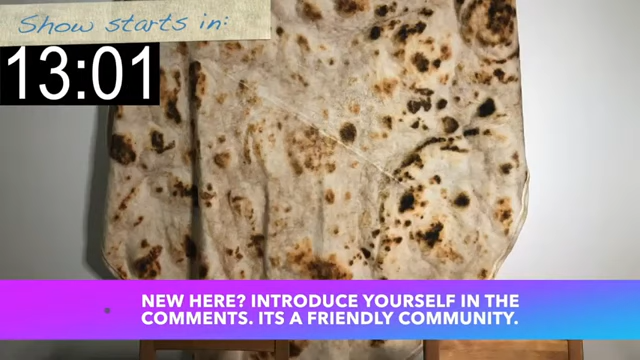 Show starts in:
13:01
NEW HERE? INTRODUCE YOURSELF IN THE
COMMENTS. ITS A FRIENDLY COMMUNITY.